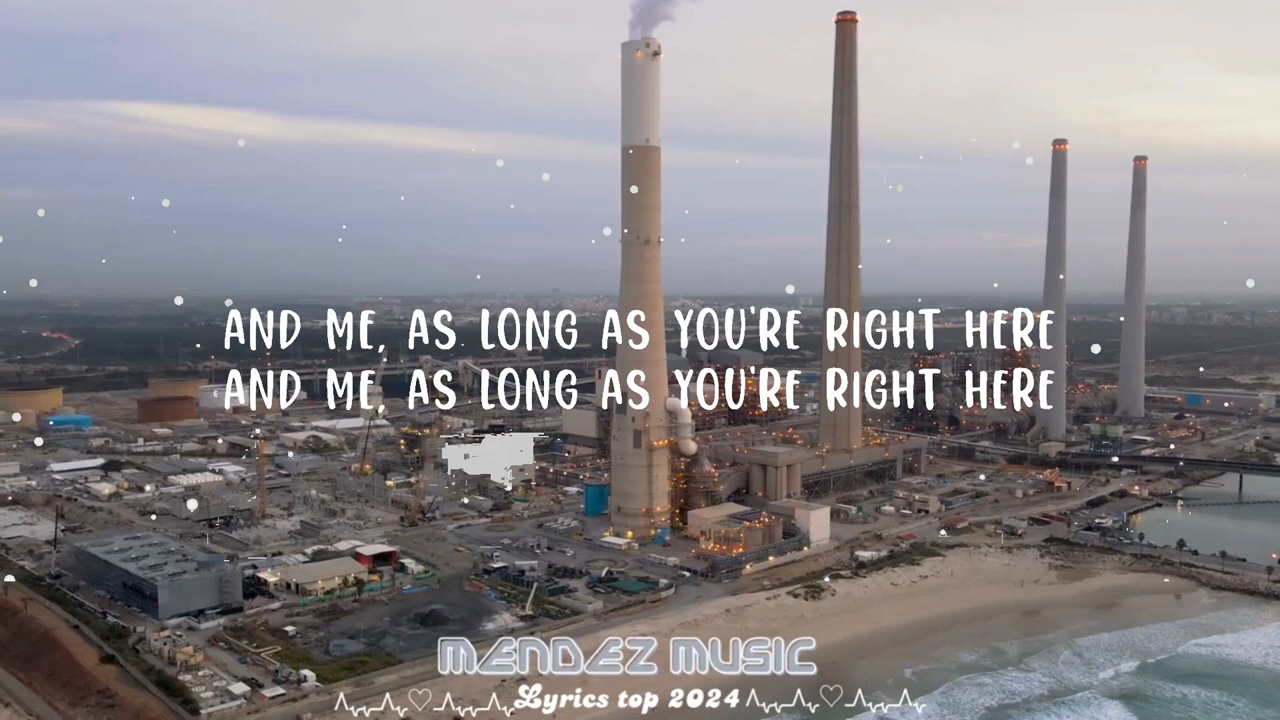 AND ME, AS LONG AS YOU'RE RIGHT HERE
AND ME, AS LONG AS YOU'RE RIGHT HERE
MENDEZ MUSIC
Lyrics top 2024